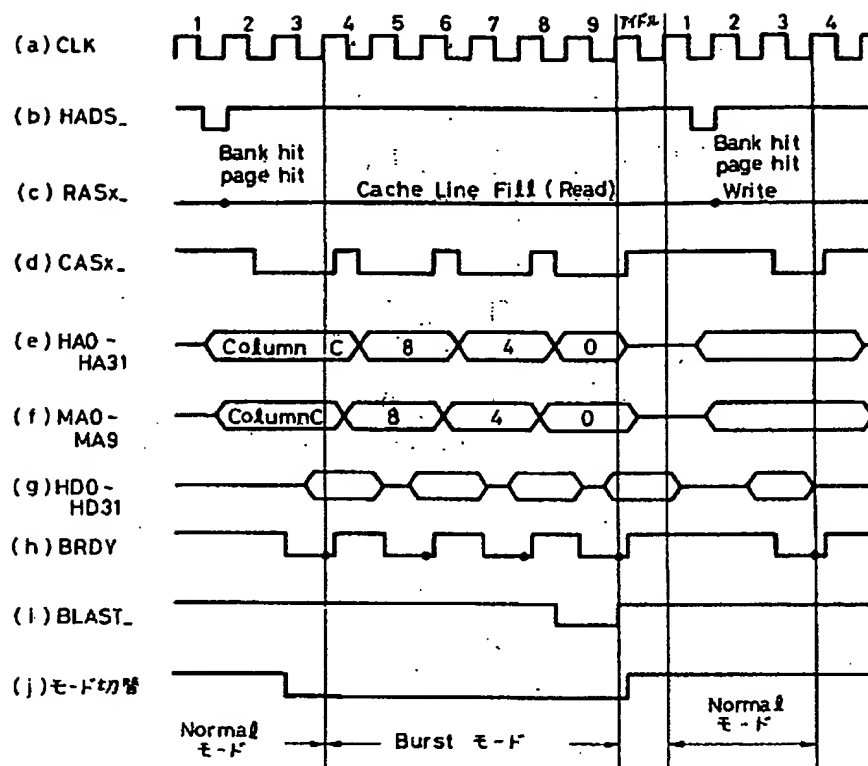 1 2 3 4 5 6 7 8 9 アイドル 1 2 3 4
(a) CLK
(b) HADS_
Bank hit
page hit
Bank hit
page hit
(c) RASx_
Cache Line Fill (Read)
Write
(d) CASx_
(e) HA0~
HA31
Column C 8 4 0
(f) MA0~
MA9
Column C 8 4 0
(g) HD0~
HD31
(h) BRDY
(i) BLAST_
(j) モード切替
Normal
モード
Burst モード
Normal
モード